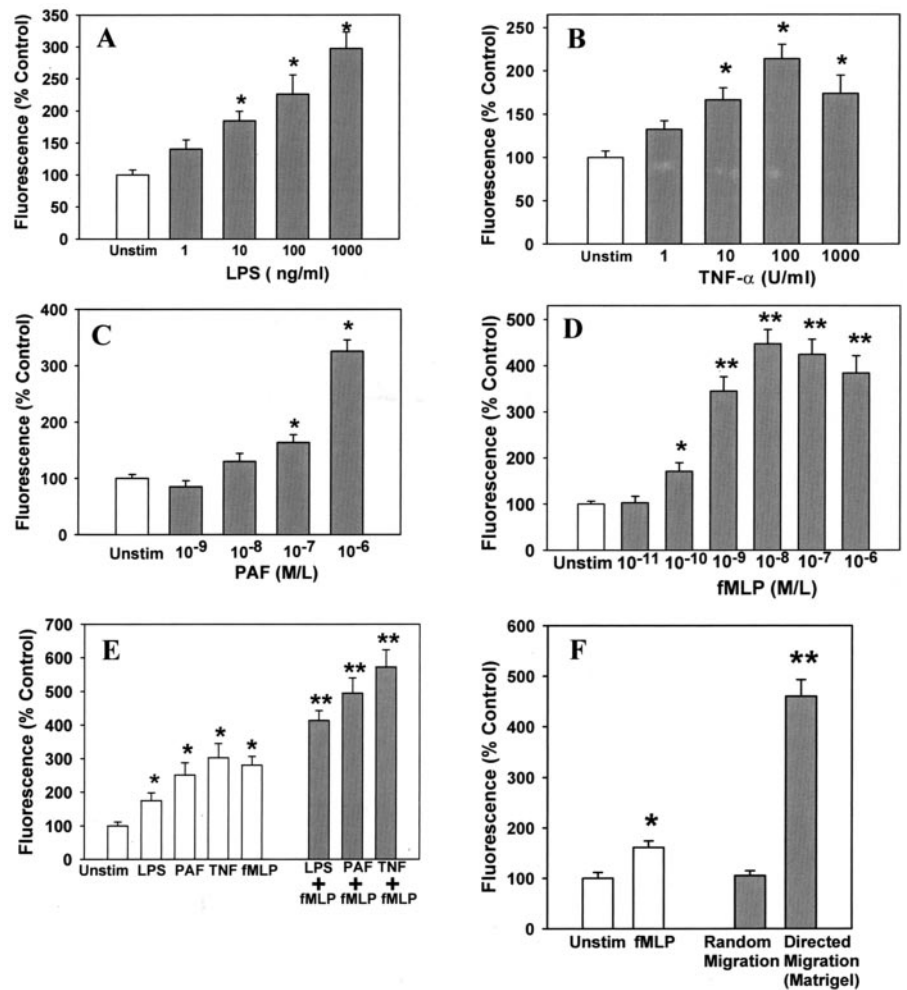 A
Fluorescence (% Control)
350
300
250
200
150
100
50
0
*
*
*
Unstim 1 10 100 1000
LPS ( ng/ml)
B
Fluorescence (% Control)
250
200
150
100
50
0
*
*
*
Unstim 1 10 100 1000
TNF-α (U/ml)
C
Fluorescence (% Control)
400
300
200
100
0
*
*
Unstim 10⁻⁹ 10⁻⁸ 10⁻⁷ 10⁻⁶
PAF (M/L)
D
Fluorescence (% Control)
500
400
300
200
100
0
*
**
**
**
**
Unstim 10⁻¹¹ 10⁻¹⁰ 10⁻⁹ 10⁻⁸ 10⁻⁷ 10⁻⁶
fMLP (M/L)
E
Fluorescence (% Control)
700
600
500
400
300
200
100
0
*
*
*
*
**
**
**
Unstim LPS PAF TNF fMLP
LPS PAF TNF
+ + +
fMLP fMLP fMLP
F
Fluorescence (% Control)
600
500
400
300
200
100
0
*
**
Unstim fMLP
Random Directed
Migration Migration
(Matrigel)